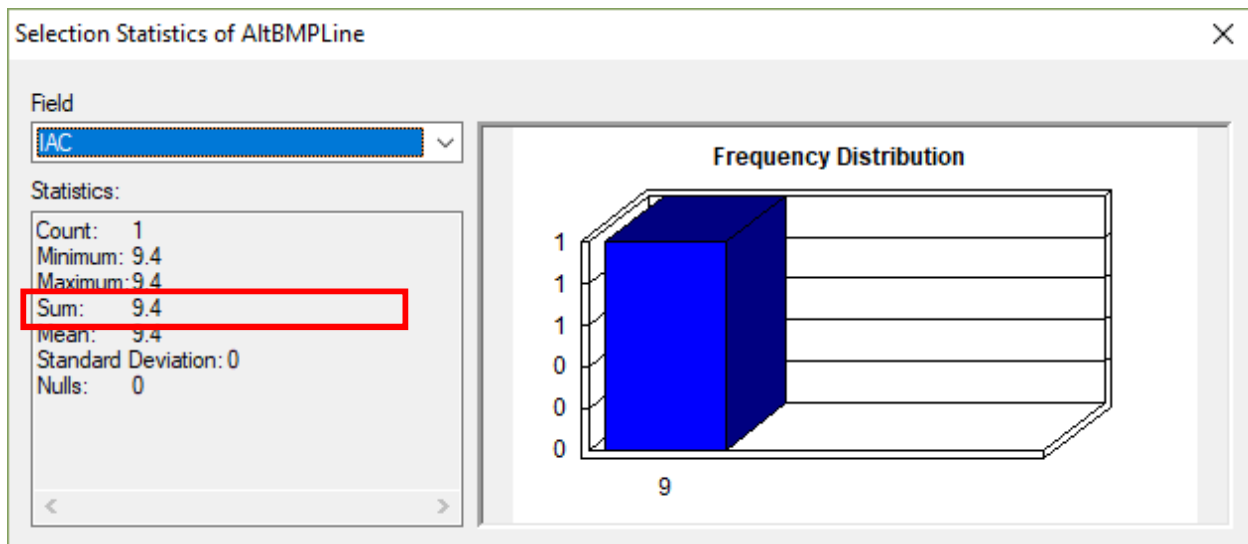 Selection Statistics of AltBMPLine
Field
IAC
Statistics:
Count: 1
Minimum: 9.4
Maximum: 9.4
Sum: 9.4
Mean: 9.4
Standard Deviation: 0
Nulls: 0
Frequency Distribution
1
1
1
0
0
0
9